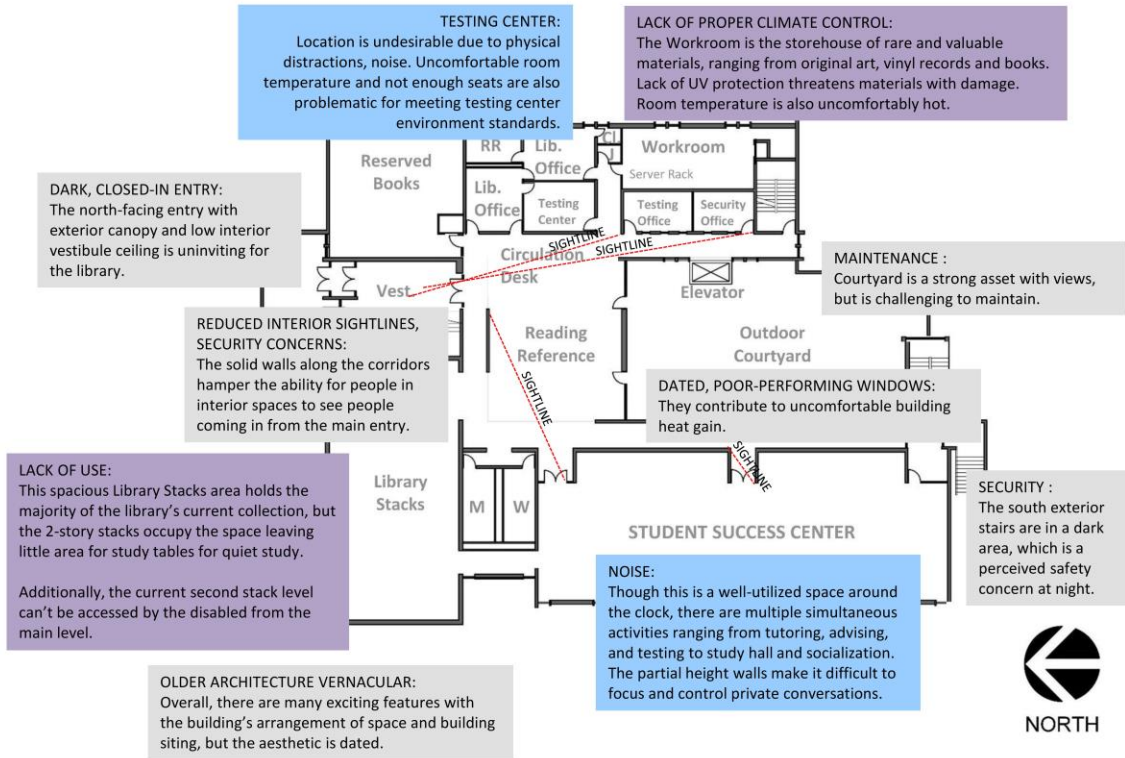 TESTING CENTER:
Location is undesirable due to physical
distractions, noise. Uncomfortable room
temperature and not enough seats are also
problematic for meeting testing center
environment standards.
LACK OF PROPER CLIMATE CONTROL:
The Workroom is the storehouse of rare and valuable
materials, ranging from original art, vinyl records and books.
Lack of UV protection threatens materials with damage.
Room temperature is also uncomfortably hot.
Reserved
Books
RR
Lib.
Office
Cl
J
Workroom
Server Rack
Lib.
Office
Testing
Center
Testing
Office
Security
Office
DARK, CLOSED-IN ENTRY:
The north-facing entry with
exterior canopy and low interior
vestibule ceiling is uninviting for
the library.
SIGHTLINE
SIGHTLINE
Circulation
Desk
Vest.
Elevator
MAINTENANCE :
Courtyard is a strong asset with views,
but is challenging to maintain.
REDUCED INTERIOR SIGHTLINES,
SECURITY CONCERNS:
The solid walls along the corridors
hamper the ability for people in
interior spaces to see people
coming in from the main entry.
Reading
Reference
SIGHTLINE
Outdoor
Courtyard
DATED, POOR-PERFORMING WINDOWS:
They contribute to uncomfortable building
heat gain.
SIGHTLINE
LACK OF USE:
This spacious Library Stacks area holds the
majority of the library's current collection, but
the 2-story stacks occupy the space leaving
little area for study tables for quiet study.
Additionally, the current second stack level
can't be accessed by the disabled from the
main level.
Library
Stacks
M
W
STUDENT SUCCESS CENTER
SECURITY :
The south exterior
stairs are in a dark
area, which is a
perceived safety
concern at night.
NOISE:
Though this is a well-utilized space around
the clock, there are multiple simultaneous
activities ranging from tutoring, advising,
and testing to study hall and socialization.
The partial height walls make it difficult to
focus and control private conversations.
OLDER ARCHITECTURE VERNACULAR:
Overall, there are many exciting features with
the building's arrangement of space and building
siting, but the aesthetic is dated.
NORTH